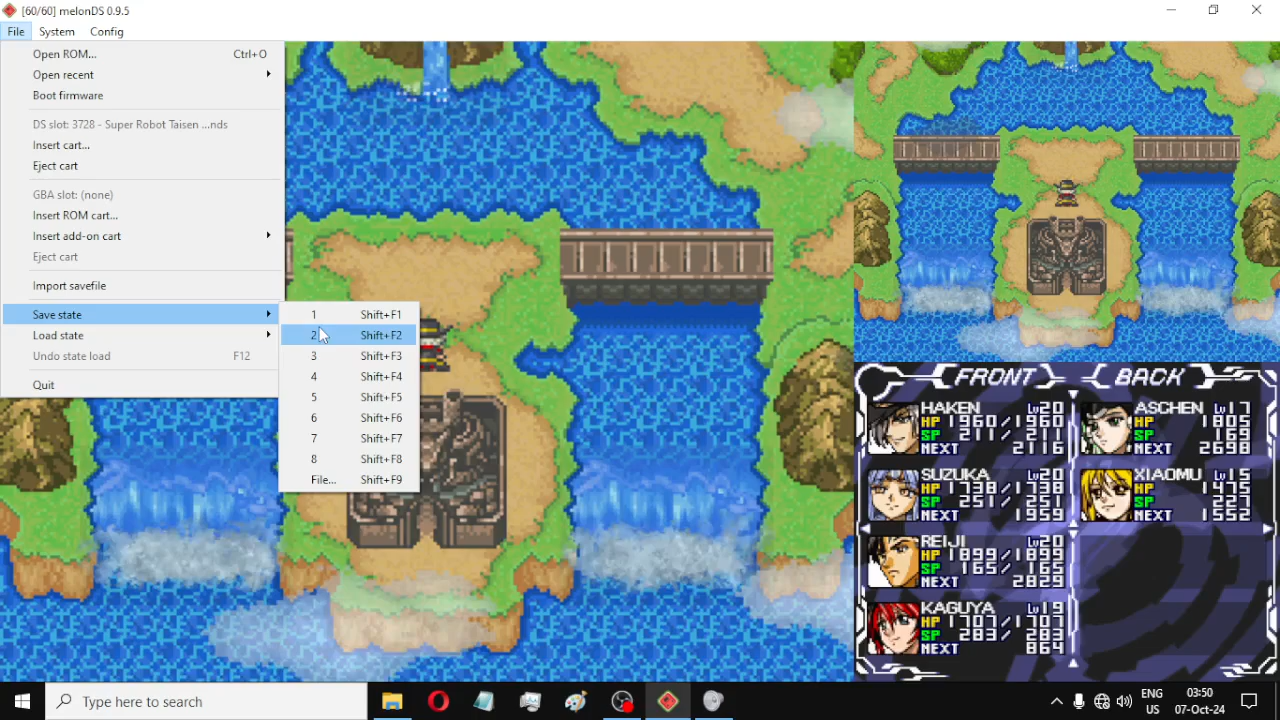 [60/60] melonDS 0.9.5
File System Config
Open ROM... Ctrl+O
Open recent
Boot firmware
DS slot: 3728 - Super Robot Taisen ...nds
Insert cart...
Eject cart
GBA slot: (none)
Insert ROM cart...
Insert add-on cart
Eject cart
Import savefile
Save state
Load state
Undo state load F12
Quit
1 Shift+F1
2 Shift+F2
3 Shift+F3
4 Shift+F4
5 Shift+F5
6 Shift+F6
7 Shift+F7
8 Shift+F8
File... Shift+F9
FRONT BACK
HAKEN Lv20
HP 1960/1960
SP 211/211
NEXT 2116
ASCHEN Lv17
HP 1805
SP 169
NEXT 2698
SUZUKA Lv20
HP 1738/1738
SP 251/251
NEXT 1959
XIAOMU Lv15
HP 1475
SP 227
NEXT 1552
REIJI Lv20
HP 1899/1899
SP 165/165
NEXT 2829
KAGUYA Lv19
HP 1707/1707
SP 283/283
NEXT 864
Type here to search
ENG
US
03:50
07-Oct-24